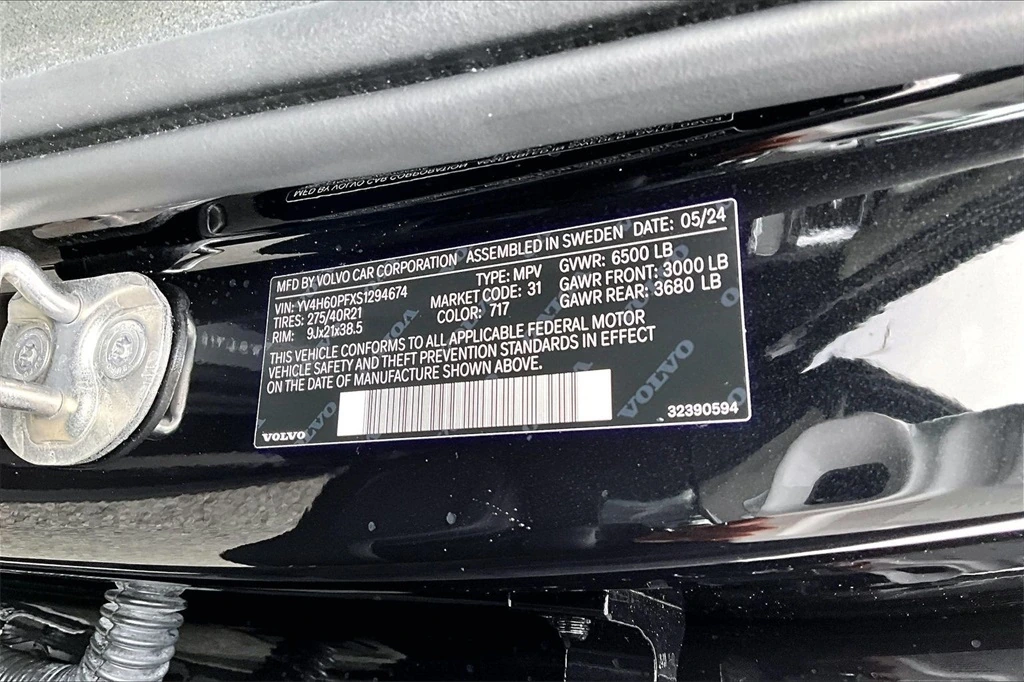 MFD BY VOLVO CAR CORPORATION ASSEMBLED IN SWEDEN DATE: 05/24
VIN: YV4H60PFXS1294674 TYPE: MPV GVWR: 6500 LB
TIRES: 275/40R21 MARKET CODE: 31 GAWR FRONT: 3000 LB
RIM: 9Jx21x38.5 COLOR: 717 GAWR REAR: 3680 LB
THIS VEHICLE CONFORMS TO ALL APPLICABLE FEDERAL MOTOR
VEHICLE SAFETY AND THEFT PREVENTION STANDARDS IN EFFECT
ON THE DATE OF MANUFACTURE SHOWN ABOVE.
VOLVO 32390594
VOLVO
VOLVO
VOLVO